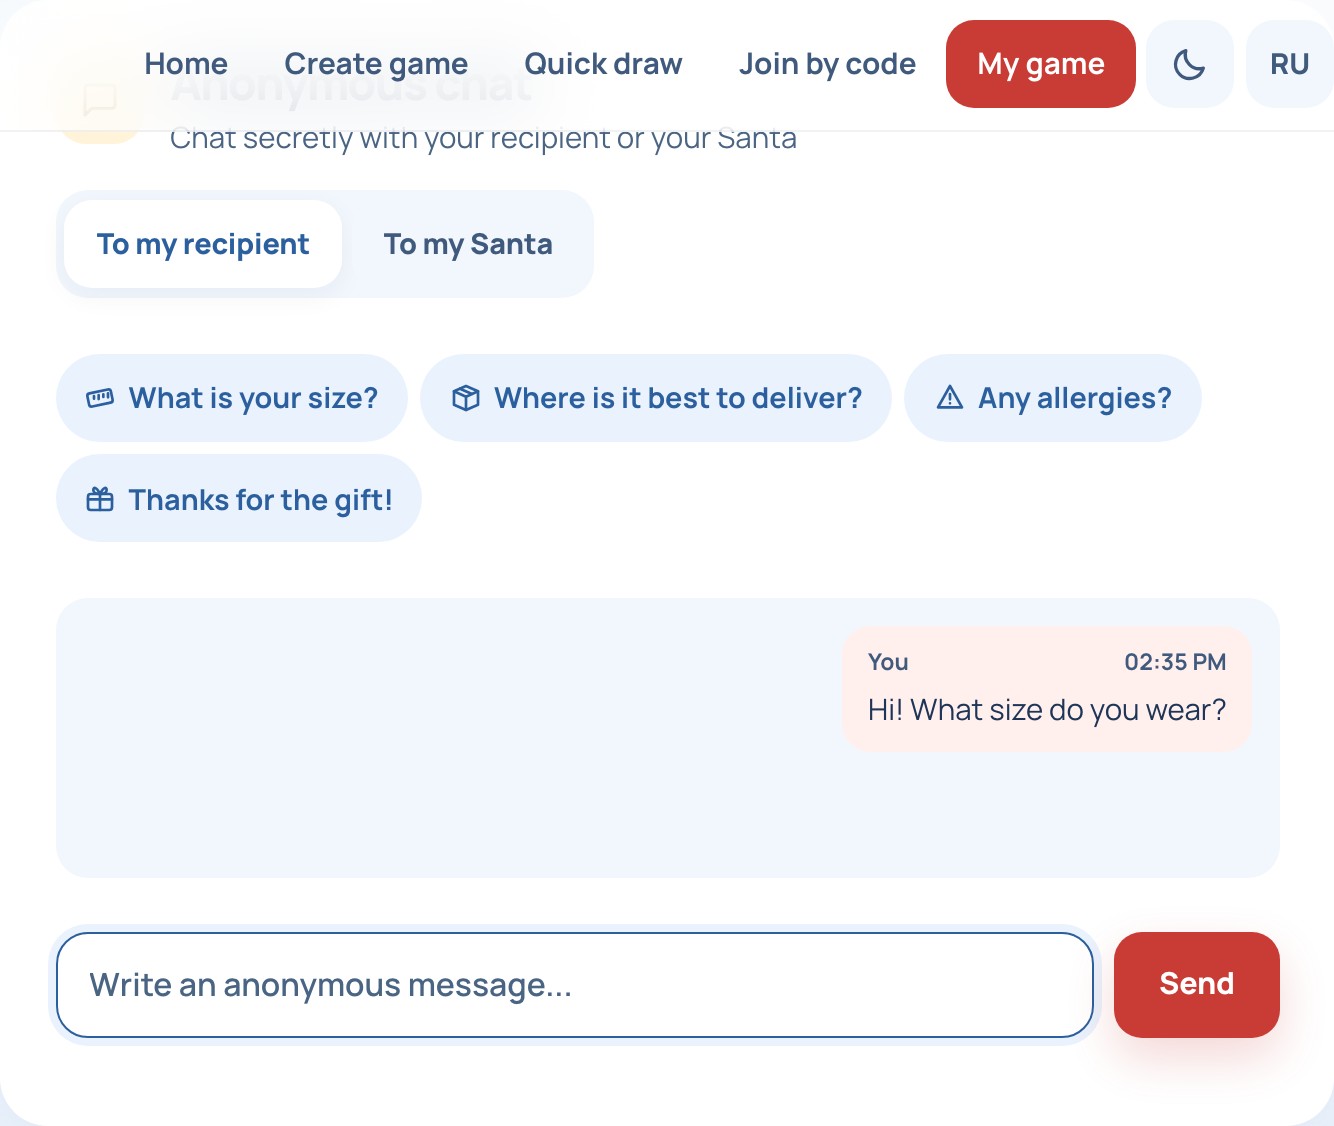 Home Create game Quick draw Join by code My game RU
Anonymous chat
Chat secretly with your recipient or your Santa
To my recipient To my Santa
What is your size? Where is it best to deliver? Any allergies?
Thanks for the gift!
You 02:35 PM
Hi! What size do you wear?
Write an anonymous message... Send